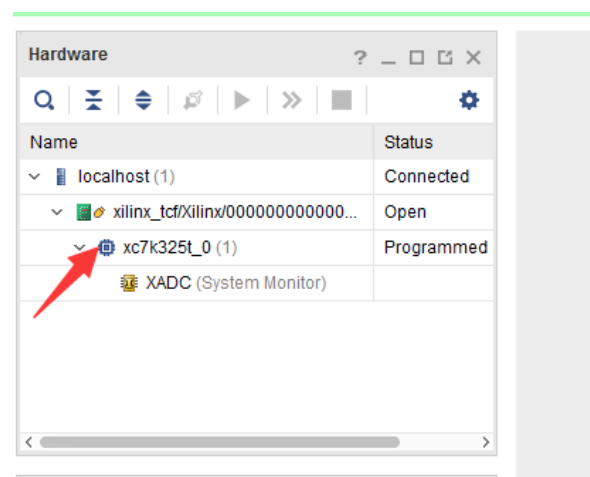 Hardware
Name Status
localhost (1) Connected
xilinx_tcf/Xilinx/000000000000... Open
xc7k325t_0 (1) Programmed
XADC (System Monitor)